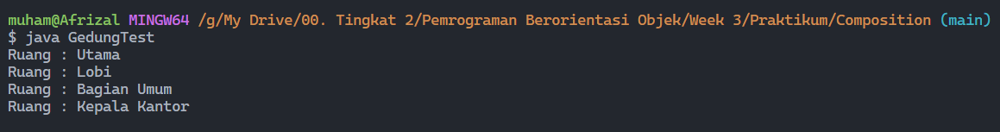 muham@Afrizal MINGW64 /g/My Drive/00. Tingkat 2/Pemrograman Berorientasi Objek/Week 3/Praktikum/Composition (main)
$ java GedungTest
Ruang : Utama
Ruang : Lobi
Ruang : Bagian Umum
Ruang : Kepala Kantor